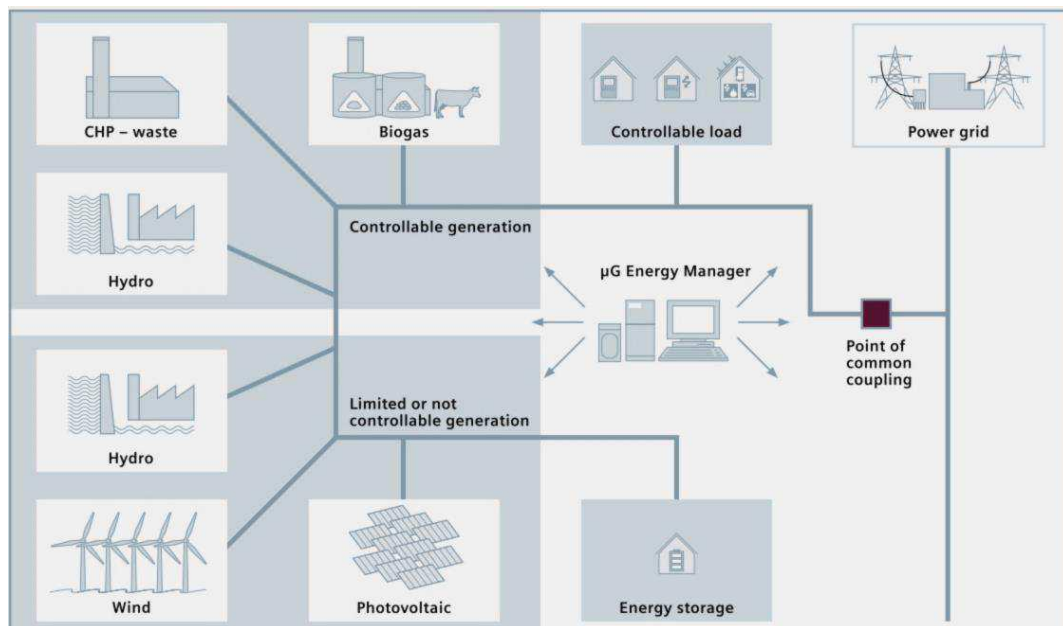 CHP – waste
Biogas
Controllable load
Power grid
Controllable generation
Hydro
µG Energy Manager
Point of
common
coupling
Hydro
Limited or not
controllable generation
Wind
Photovoltaic
Energy storage